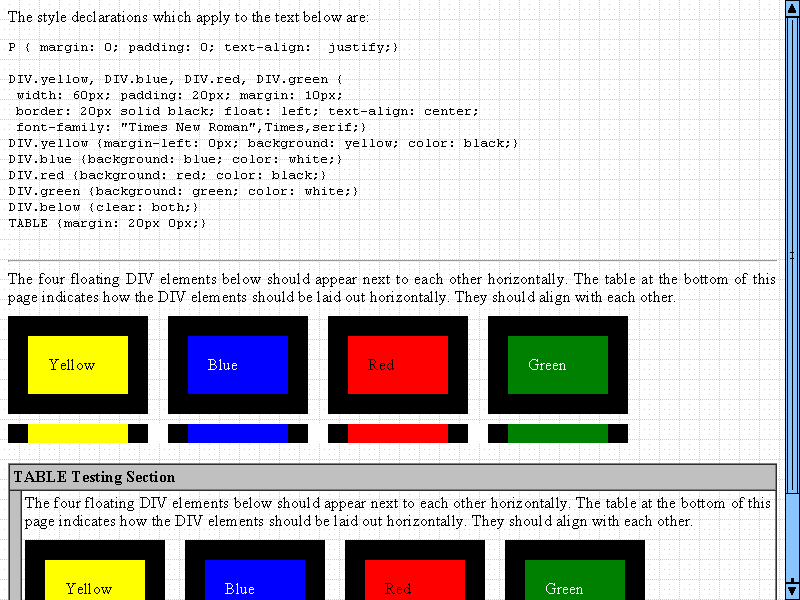 The style declarations which apply to the text below are:
P { margin: 0; padding: 0; text-align:  justify;}
DIV.yellow, DIV.blue, DIV.red, DIV.green {
 width: 60px; padding: 20px; margin: 10px;
 border: 20px solid black; float: left; text-align: center;
 font-family: "Times New Roman",Times,serif;}
DIV.yellow {margin-left: 0px; background: yellow; color: black;}
DIV.blue {background: blue; color: white;}
DIV.red {background: red; color: black;}
DIV.green {background: green; color: white;}
DIV.below {clear: both;}
TABLE {margin: 20px 0px;}
The four floating DIV elements below should appear next to each other horizontally. The table at the bottom of this
page indicates how the DIV elements should be laid out horizontally. They should align with each other.
Yellow Blue Red Green
TABLE Testing Section
The four floating DIV elements below should appear next to each other horizontally. The table at the bottom of this
page indicates how the DIV elements should be laid out horizontally. They should align with each other.
Yellow Blue Red Green